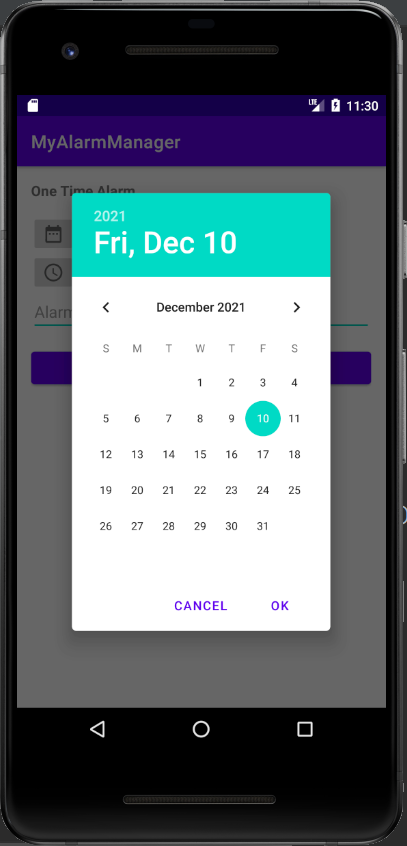 LTE 11:30
MyAlarmManager
One Time Alarm
2021
Fri, Dec 10
December 2021
S M T W T F S
1 2 3 4
5 6 7 8 9 10 11
Alarm
12 13 14 15 16 17 18
19 20 21 22 23 24 25
26 27 28 29 30 31
CANCEL OK